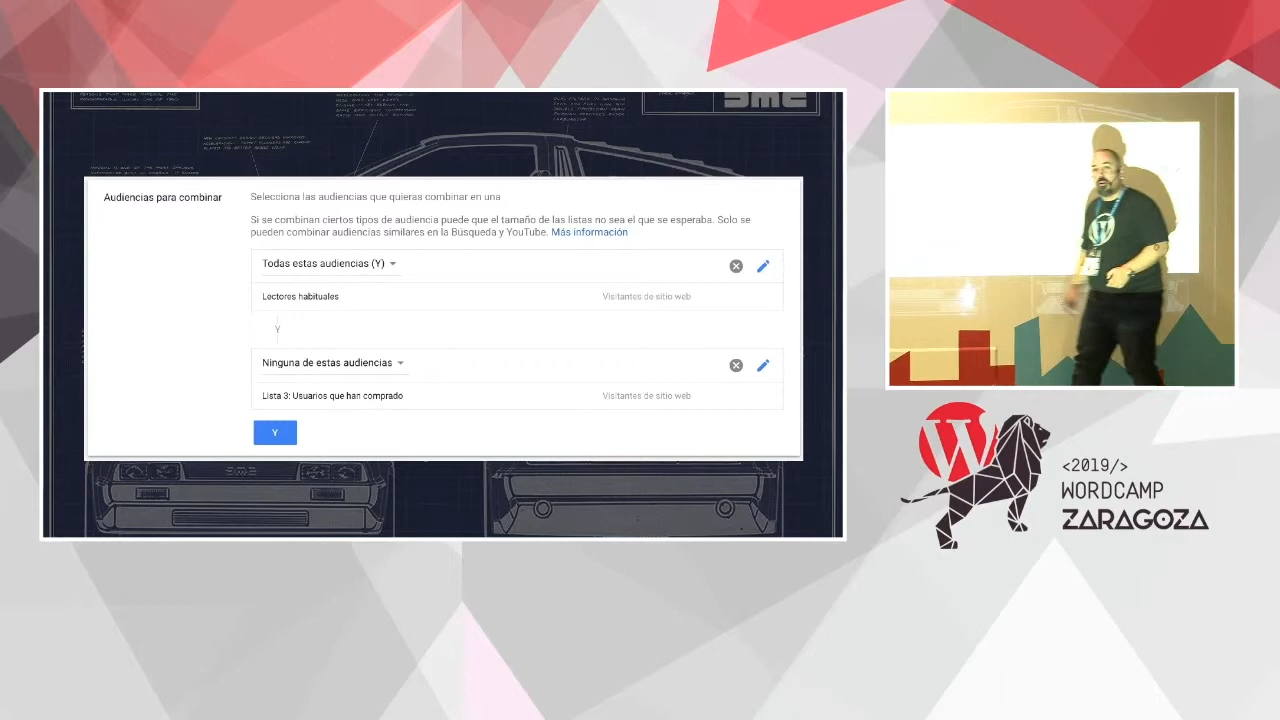 DMC
Audiencias para combinar
Selecciona las audiencias que quieras combinar en una
Si se combinan ciertos tipos de audiencia puede que el tamaño de las listas no sea el que se esperaba. Solo se
pueden combinar audiencias similares en la Búsqueda y YouTube. Más información
Todas estas audiencias (Y)
Lectores habituales
Visitantes de sitio web
Y
Ninguna de estas audiencias
Lista 3: Usuarios que han comprado
Visitantes de sitio web
Y
DMC
W
<2019/>
WORDCAMP
ZARAGOZA